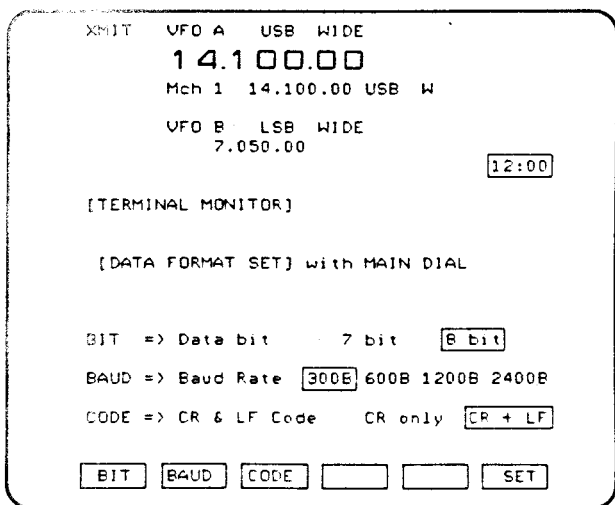 XMIT VFO A USB WIDE
14.100.00
Mch 1 14.100.00 USB W
VFO B LSB WIDE
7.050.00
12:00
[TERMINAL MONITOR]
[DATA FORMAT SET] with MAIN DIAL
BIT => Data bit 7 bit 8 bit
BAUD => Baud Rate 300B 600B 1200B 2400B
CODE => CR & LF Code CR only CR + LF
BIT BAUD CODE SET